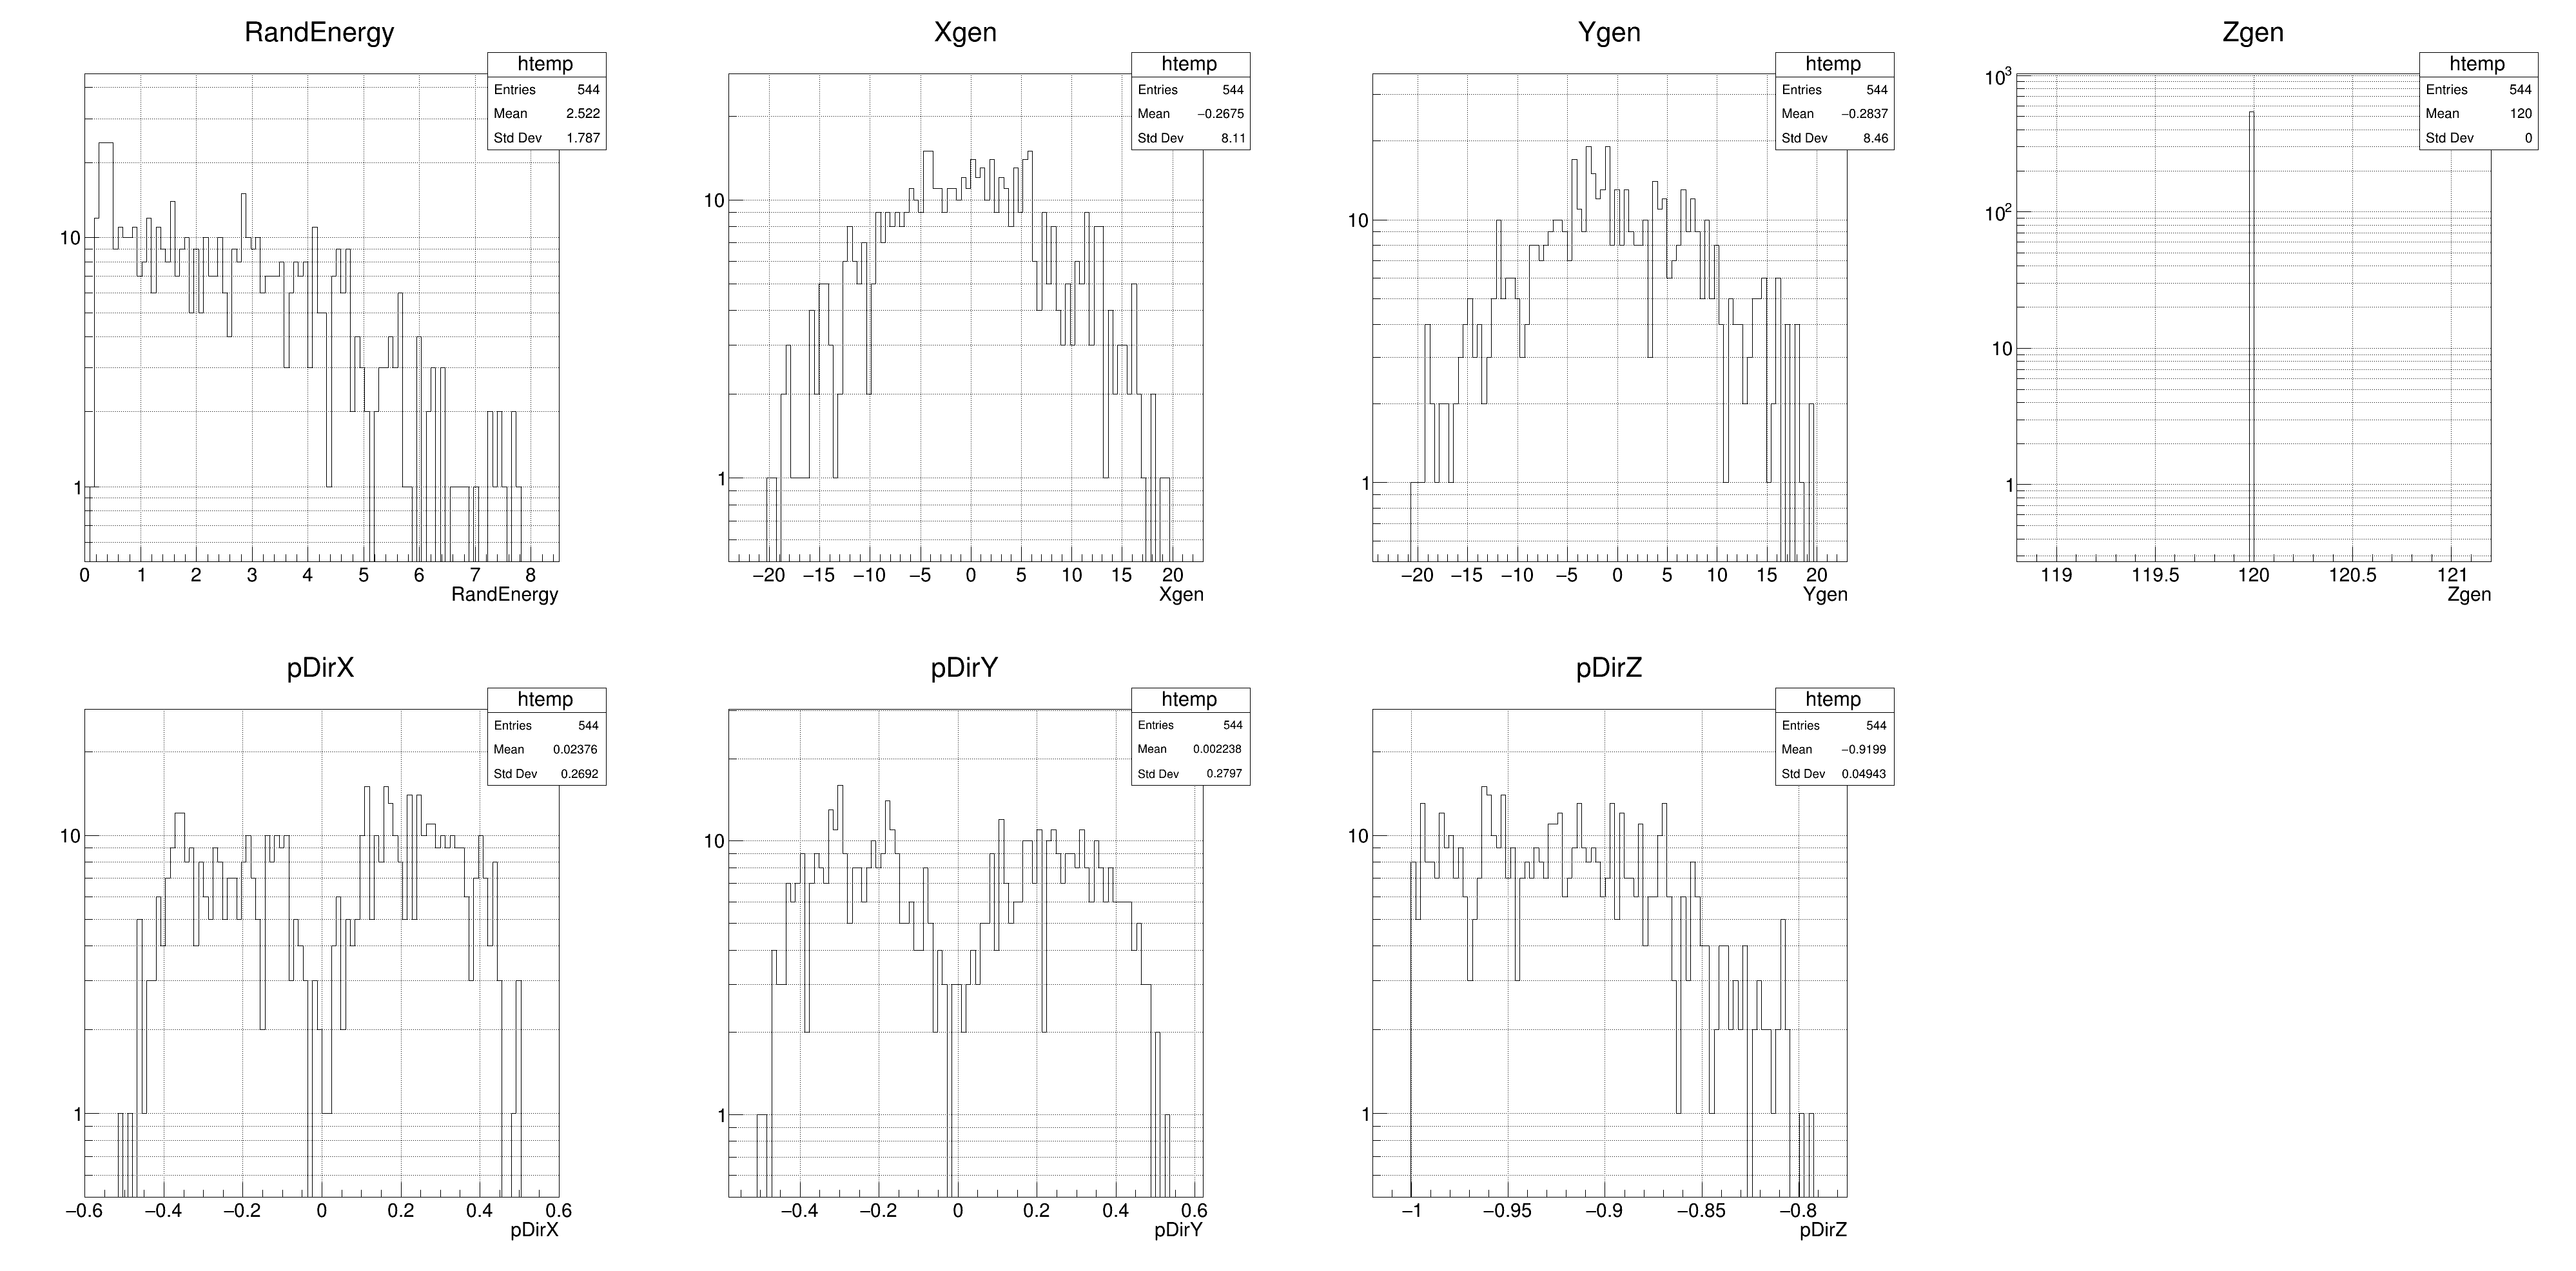 RandEnergy
htemp
Entries 544
Mean 2.522
Std Dev 1.787
10
1
0 1 2 3 4 5 6 7 8
RandEnergy
Xgen
htemp
Entries 544
Mean −0.2675
Std Dev 8.11
10
1
−20 −15 −10 −5 0 5 10 15 20
Xgen
Ygen
htemp
Entries 544
Mean −0.2837
Std Dev 8.46
10
1
−20 −15 −10 −5 0 5 10 15 20
Ygen
Zgen
htemp
Entries 544
Mean 120
Std Dev 0
10³
10²
10
1
119 119.5 120 120.5 121
Zgen
pDirX
htemp
Entries 544
Mean 0.02376
Std Dev 0.2692
10
1
−0.6 −0.4 −0.2 0 0.2 0.4 0.6
pDirX
pDirY
htemp
Entries 544
Mean 0.002238
Std Dev 0.2797
10
1
−0.4 −0.2 0 0.2 0.4 0.6
pDirY
pDirZ
htemp
Entries 544
Mean −0.9199
Std Dev 0.04943
10
1
−1 −0.95 −0.9 −0.85 −0.8
pDirZ